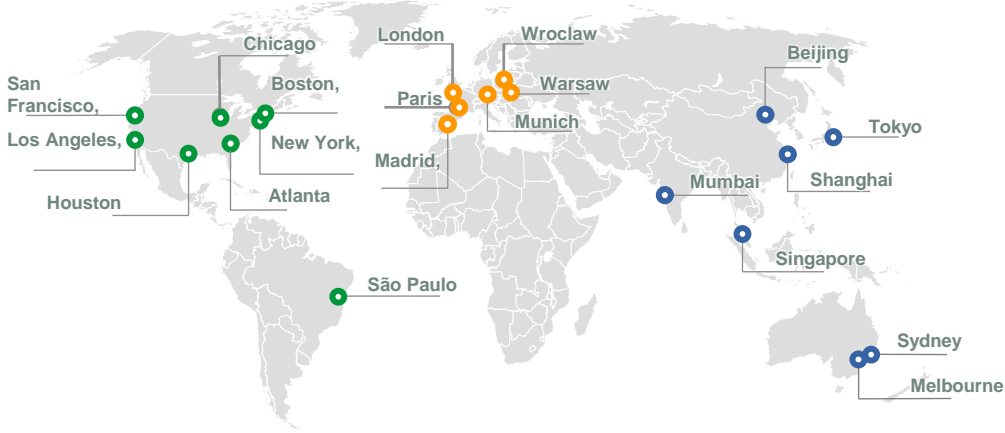 Chicago
San
Francisco,
Boston,
Los Angeles,
New York,
Houston
Atlanta
São Paulo
London
Wroclaw
Paris
Warsaw
Munich
Madrid,
Beijing
Tokyo
Mumbai
Shanghai
Singapore
Sydney
Melbourne